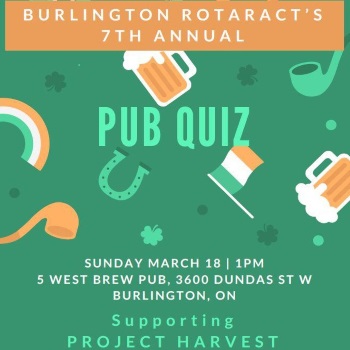 BURLINGTON ROTARACT'S
7TH ANNUAL
PUB QUIZ
SUNDAY MARCH 18 | 1PM
5 WEST BREW PUB, 3600 DUNDAS ST W
BURLINGTON, ON
Supporting
PROJECT HARVEST